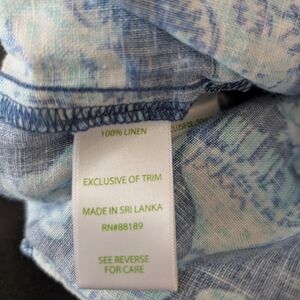 100% LINEN
EXCLUSIVE OF TRIM
MADE IN SRI LANKA
RN#88189
SEE REVERSE
FOR CARE